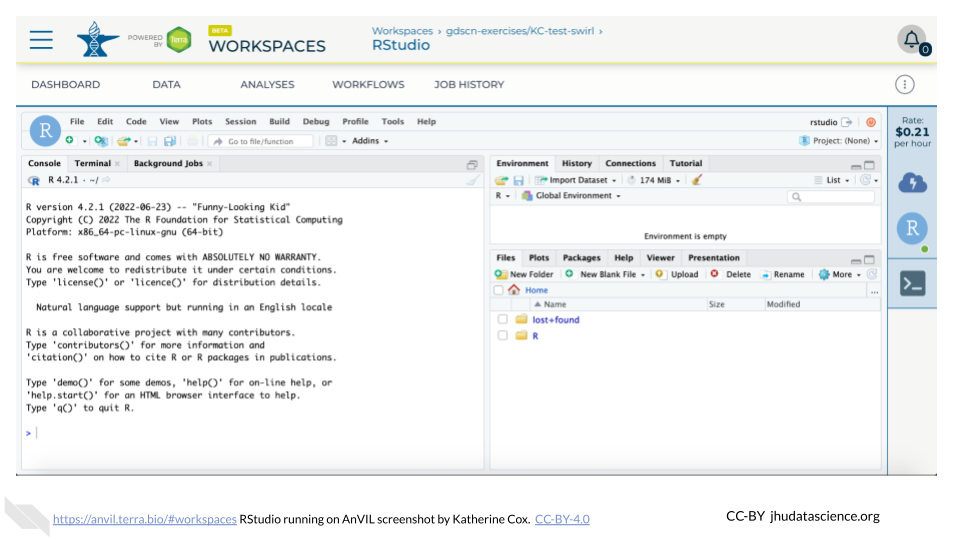 POWERED BY Terra
BETA
WORKSPACES
Workspaces › gdscn-exercises/KC-test-swirl ›
RStudio
0
DASHBOARD DATA ANALYSES WORKFLOWS JOB HISTORY
R File Edit Code View Plots Session Build Debug Profile Tools Help
rstudio
Go to file/function Addins
Project: (None)
Rate:
$0.21
per hour
Console Terminal Background Jobs
R 4.2.1 · ~/
R version 4.2.1 (2022-06-23) -- "Funny-Looking Kid"
Copyright (C) 2022 The R Foundation for Statistical Computing
Platform: x86_64-pc-linux-gnu (64-bit)
R is free software and comes with ABSOLUTELY NO WARRANTY.
You are welcome to redistribute it under certain conditions.
Type 'license()' or 'licence()' for distribution details.
Natural language support but running in an English locale
R is a collaborative project with many contributors.
Type 'contributors()' for more information and
'citation()' on how to cite R or R packages in publications.
Type 'demo()' for some demos, 'help()' for on-line help, or
'help.start()' for an HTML browser interface to help.
Type 'q()' to quit R.
>
Environment History Connections Tutorial
Import Dataset 174 MiB List
R Global Environment
Environment is empty
Files Plots Packages Help Viewer Presentation
New Folder New Blank File Upload Delete Rename More
Home ...
Name Size Modified
lost+found
R
R
>_
https://anvil.terra.bio/#workspaces RStudio running on AnVIL screenshot by Katherine Cox. CC-BY-4.0
CC-BY jhudatascience.org